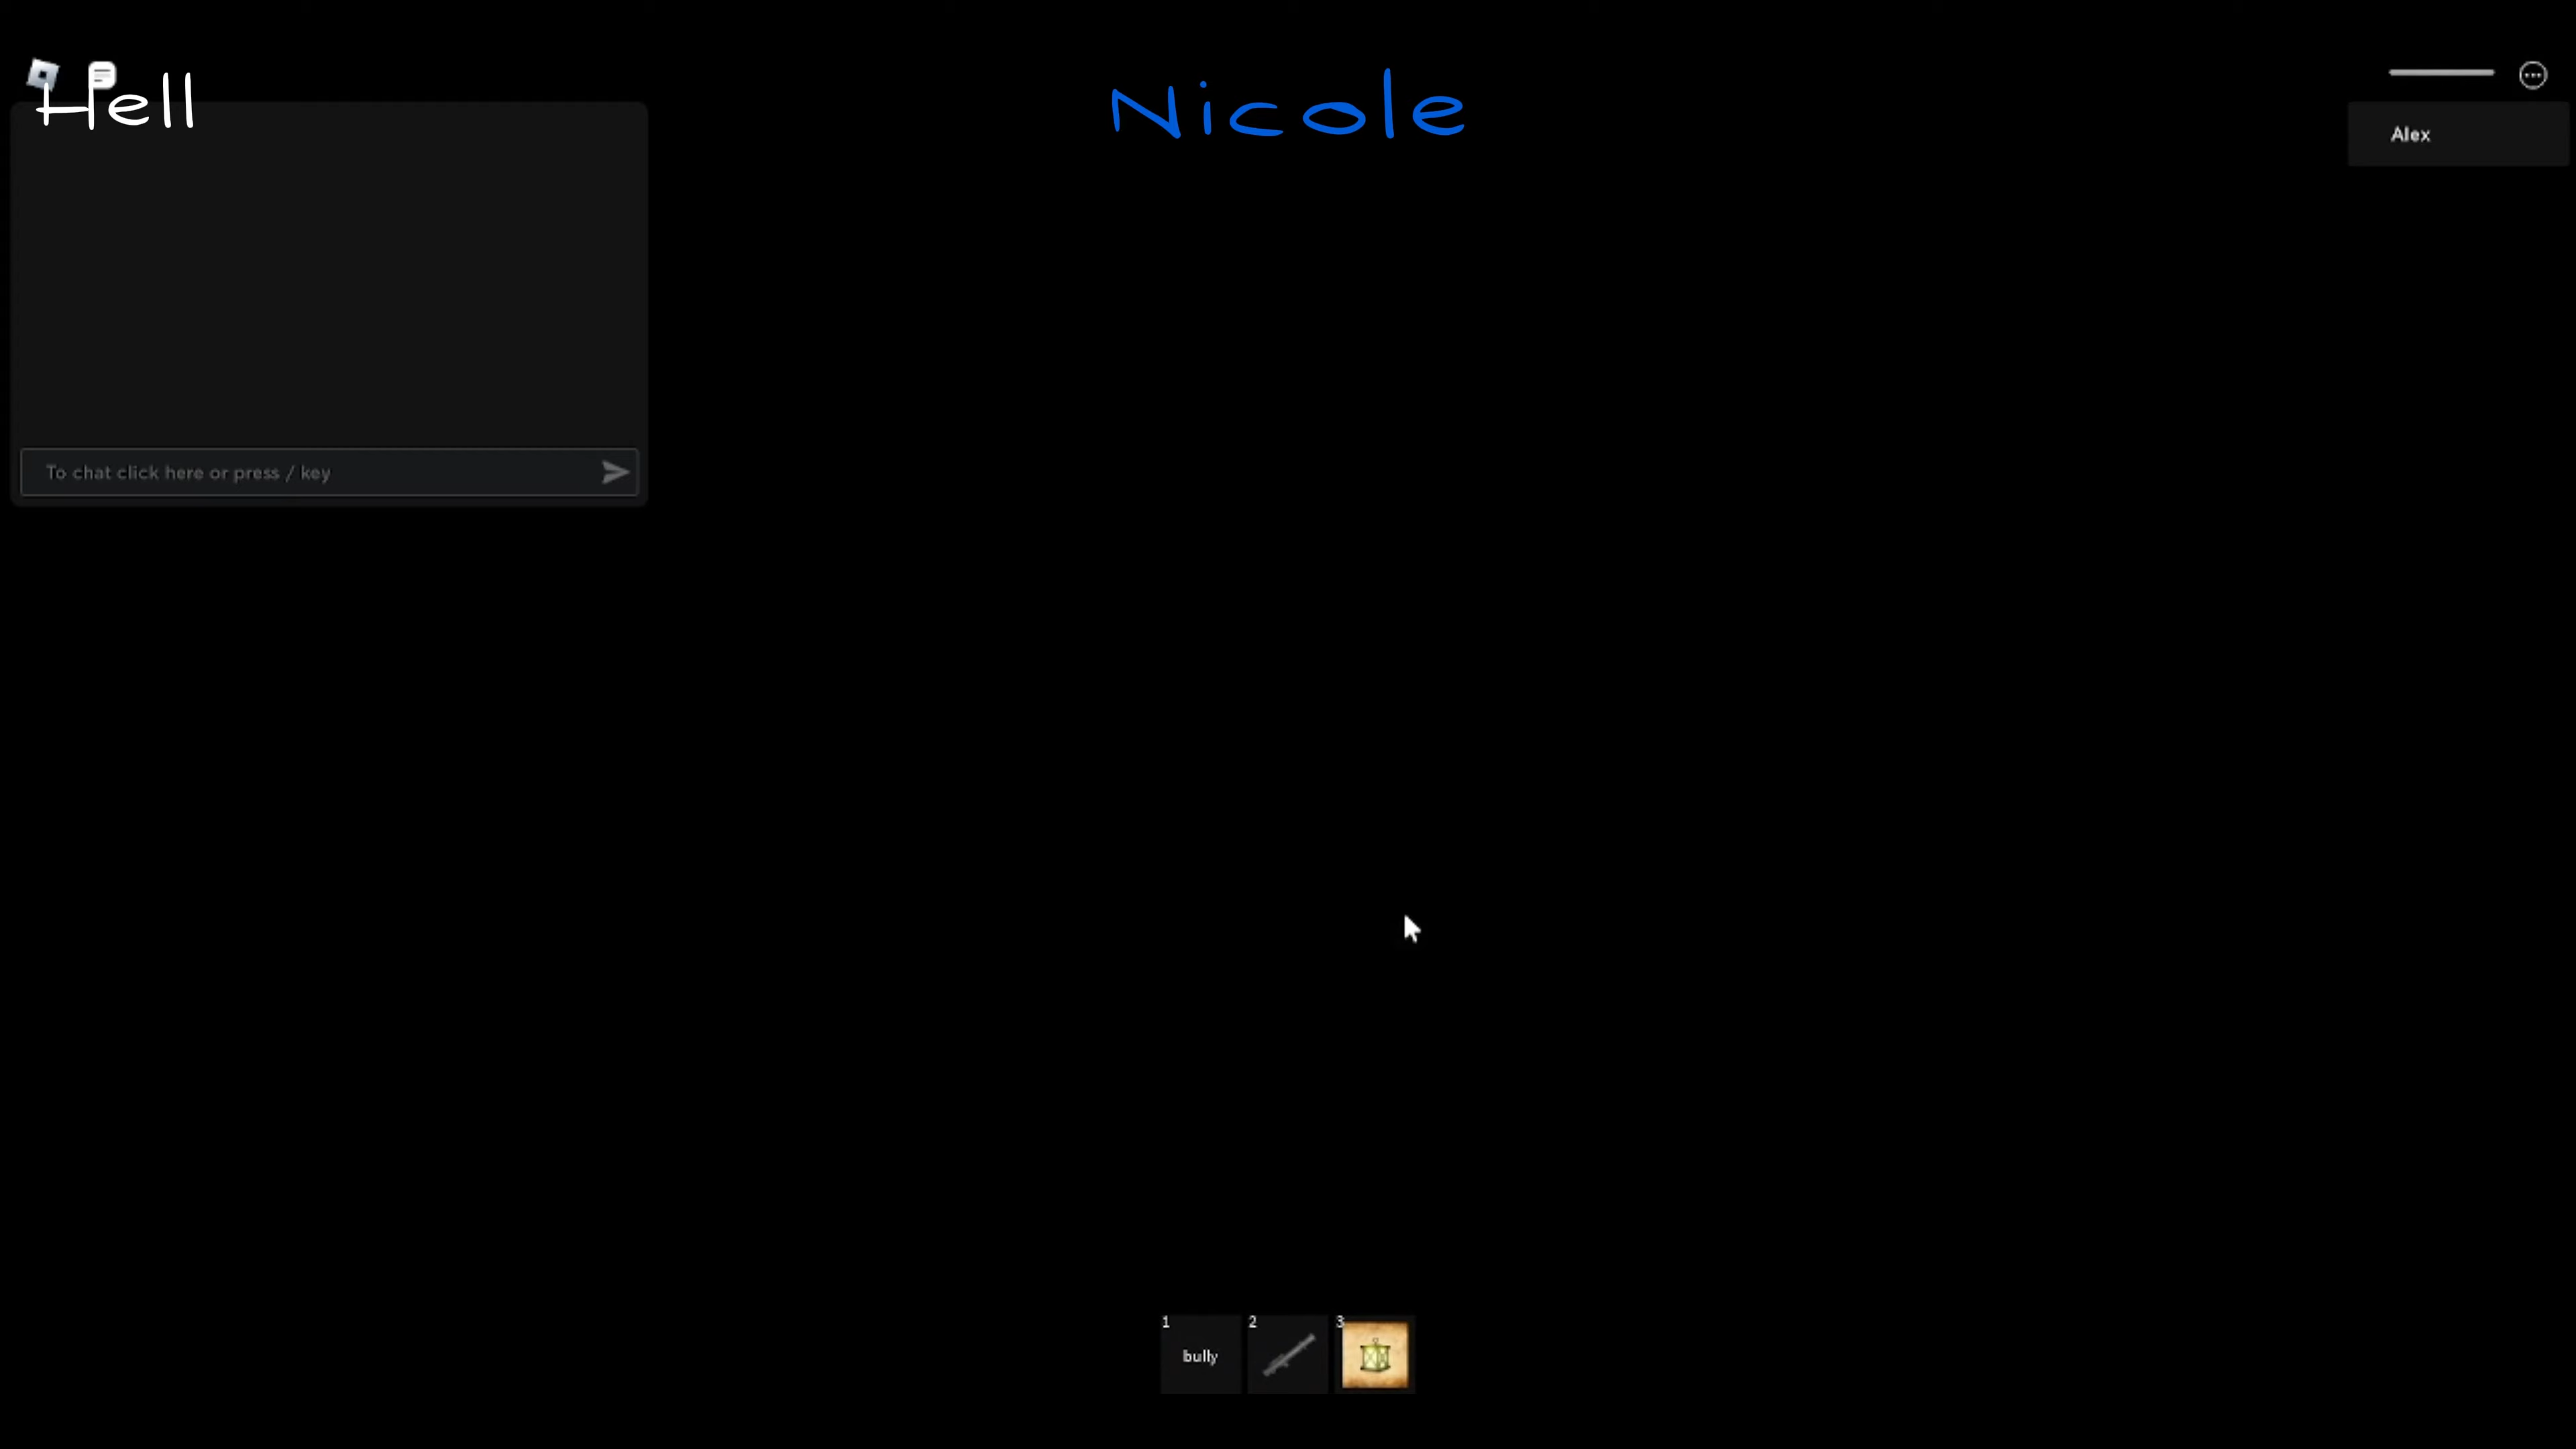 Hell
Nicole
Alex
To chat click here or press / key
1
2
3
bully